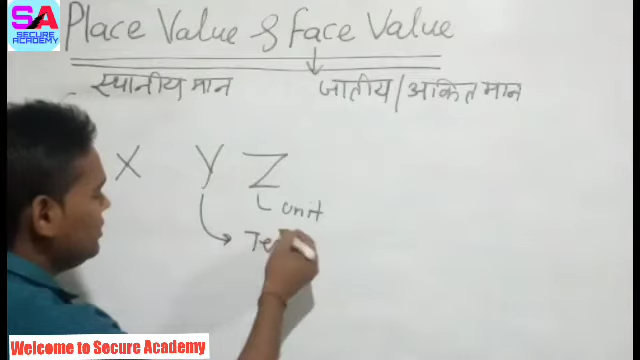 SA
SECURE
ACADEMY
Place Value & Face Value
स्थानीय मान
जातीय/अंकित मान
X Y Z
unit
Te
Welcome to Secure Academy